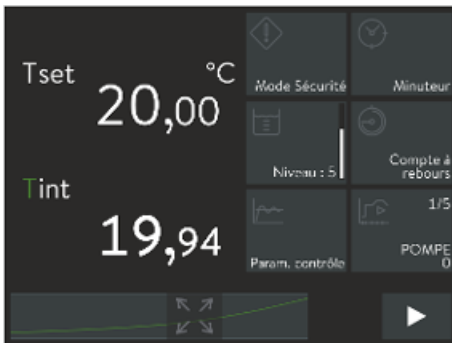 Tset
°C
20,00
Tint
19,94
Mode Sécurité
Minuteur
Niveau : 5
Compte à
rebours
Param. contrôle
1/5
POMPE
0